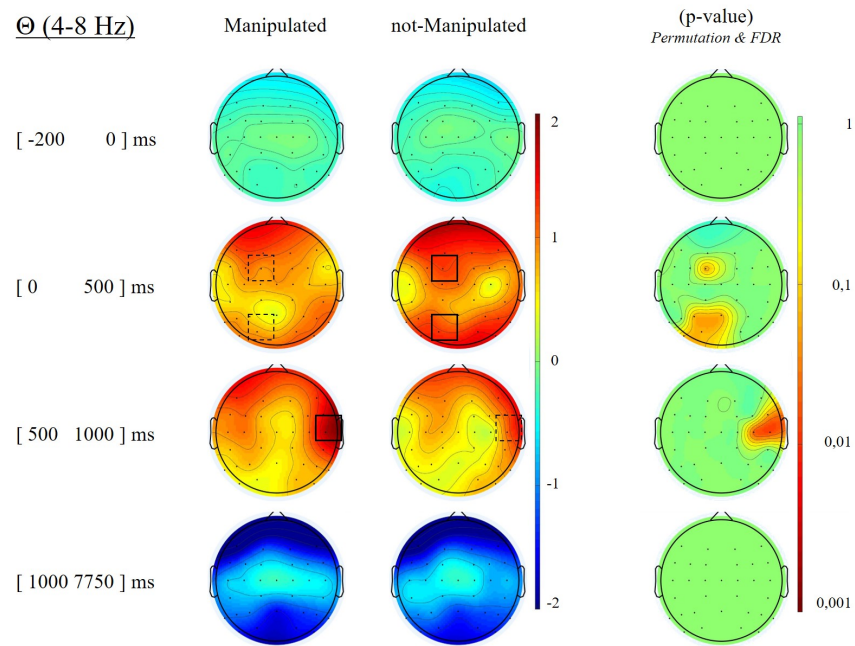 Θ (4-8 Hz)
Manipulated
not-Manipulated
(p-value)
Permutation & FDR
[ -200 0 ] ms
[ 0 500 ] ms
[ 500 1000 ] ms
[ 1000 7750 ] ms
2
1
0
-1
-2
1
0,1
0,01
0,001